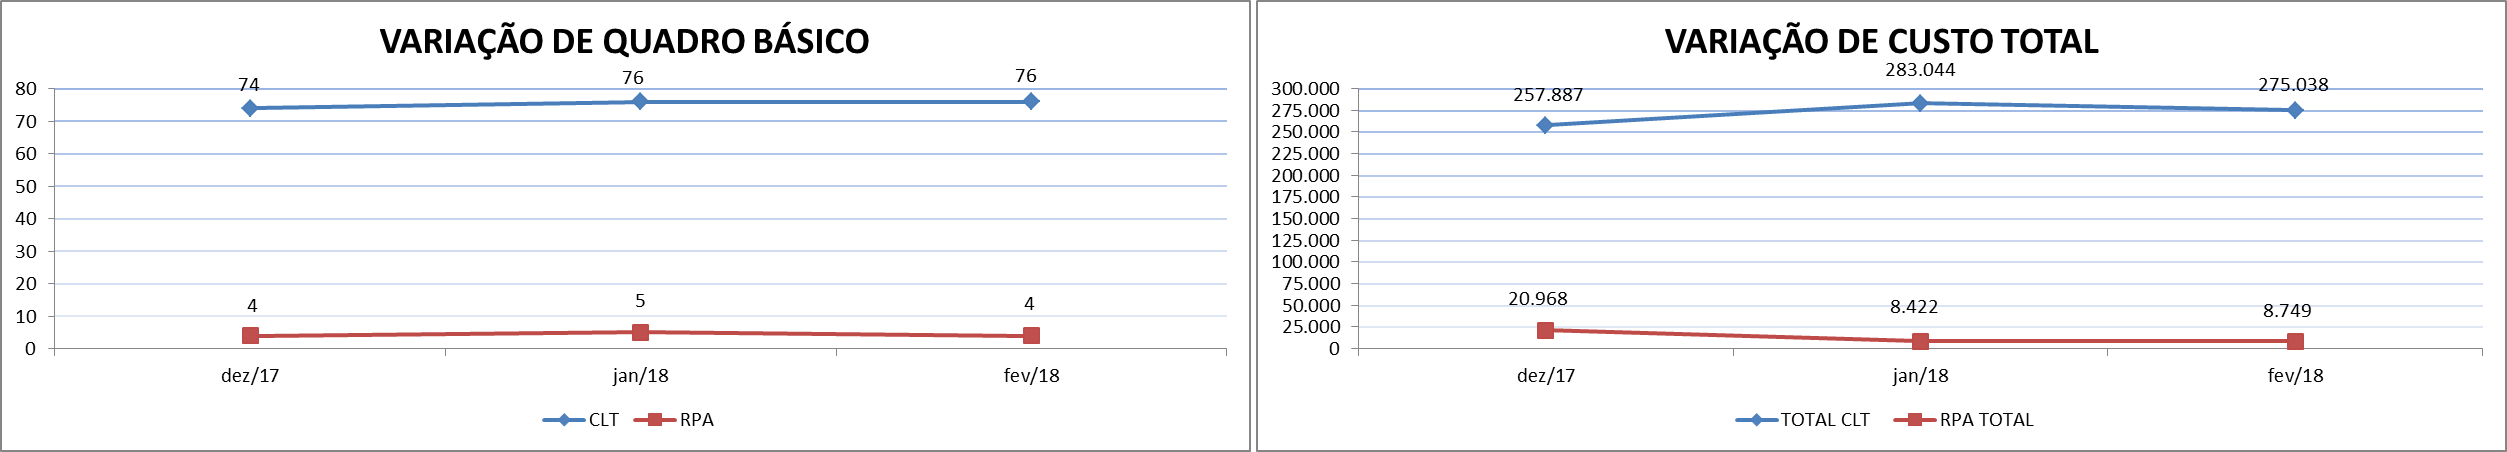 VARIAÇÃO DE QUADRO BÁSICO
74
76
76
80
70
60
50
40
30
20
10
0
4
5
4
dez/17
jan/18
fev/18
CLT
RPA
VARIAÇÃO DE CUSTO TOTAL
257.887
283.044
275.038
300.000
275.000
250.000
225.000
200.000
175.000
150.000
125.000
100.000
75.000
50.000
25.000
0
20.968
8.422
8.749
dez/17
jan/18
fev/18
TOTAL CLT
RPA TOTAL